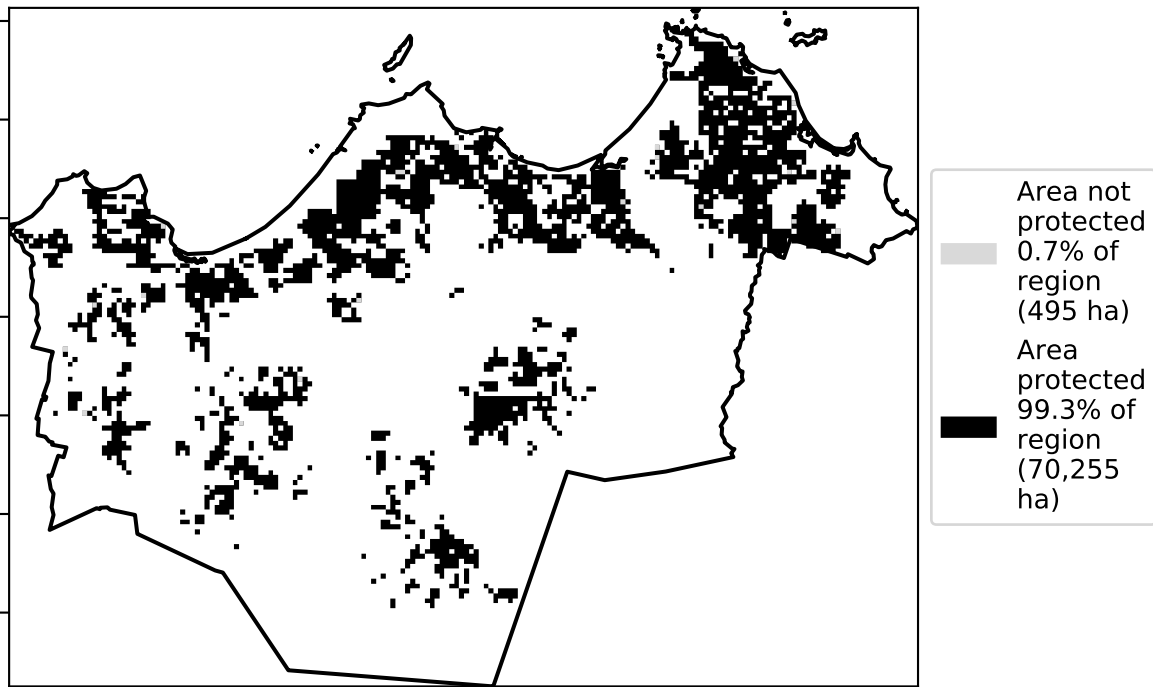 Area not
protected
0.7% of
region
(495 ha)
Area
protected
99.3% of
region
(70,255
ha)